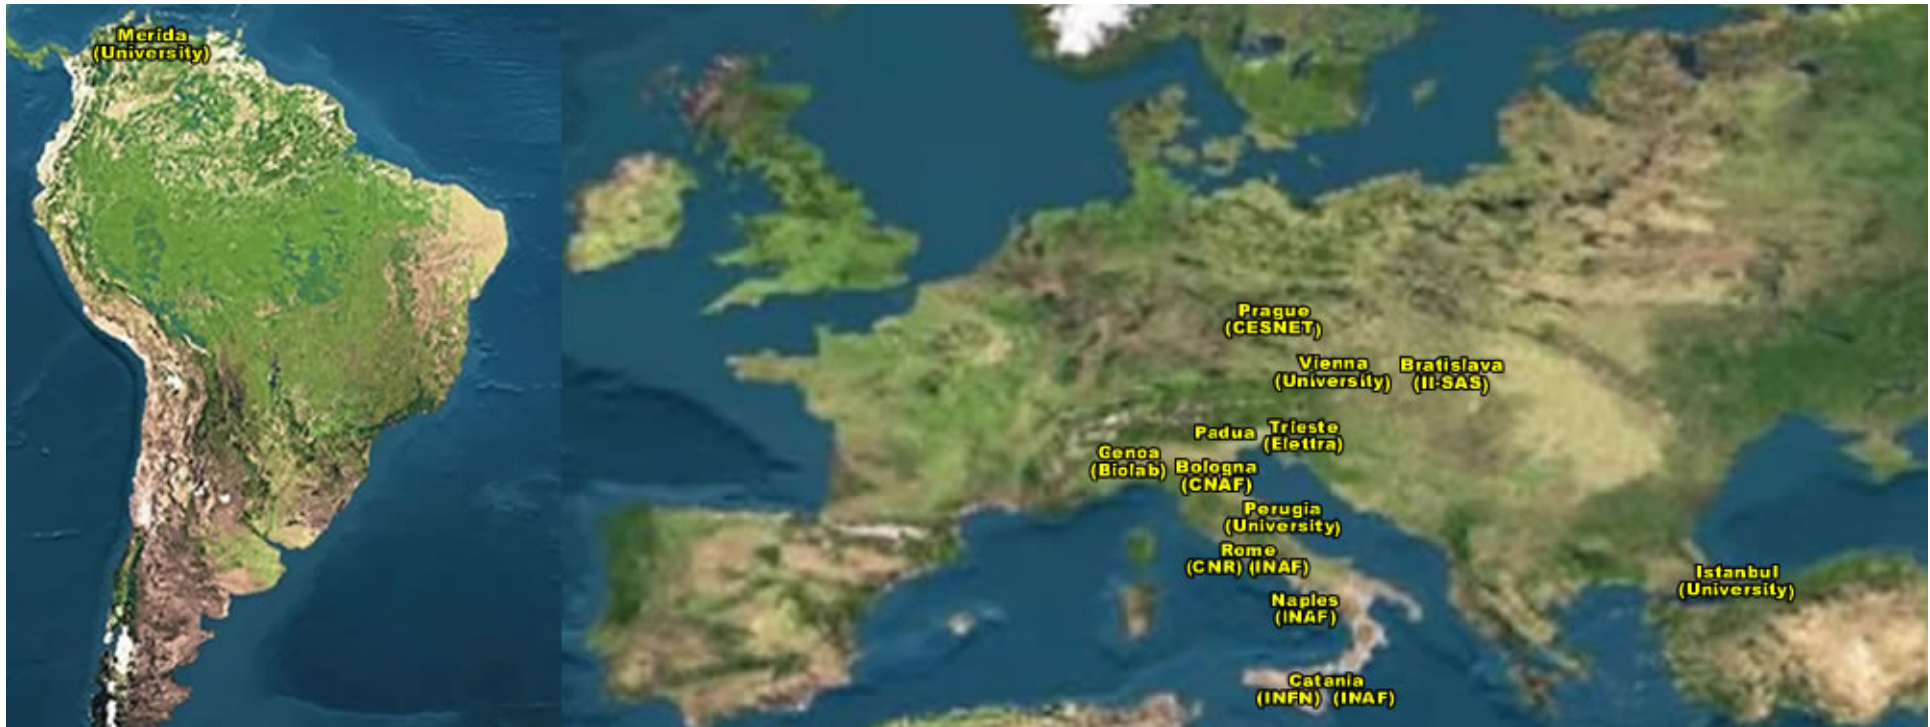 Merida
(University)
Prague
(CESNET)
Vienna
(University)
Bratislava
(II-SAS)
Padua
Trieste
(Elettra)
Genoa
(Biolab)
Bologna
(CNAF)
Perugia
(University)
Rome
(CNR) (INAF)
Istanbul
(University)
Naples
(INAF)
Catania
(INFN) (INAF)